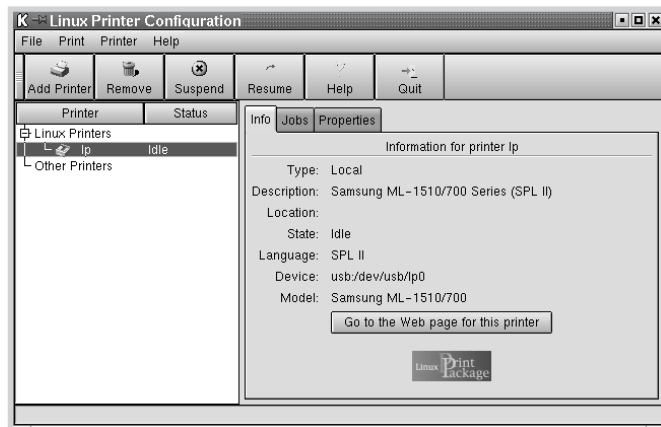 K Linux Printer Configuration
File Print Printer Help
Add Printer Remove Suspend Resume Help Quit
Printer Status
Linux Printers
lp Idle
Other Printers
Info Jobs Properties
Information for printer lp
Type: Local
Description: Samsung ML-1510/700 Series (SPL II)
Location:
State: Idle
Language: SPL II
Device: usb:/dev/usb/lp0
Model: Samsung ML-1510/700
Go to the Web page for this printer
Linux Print Package